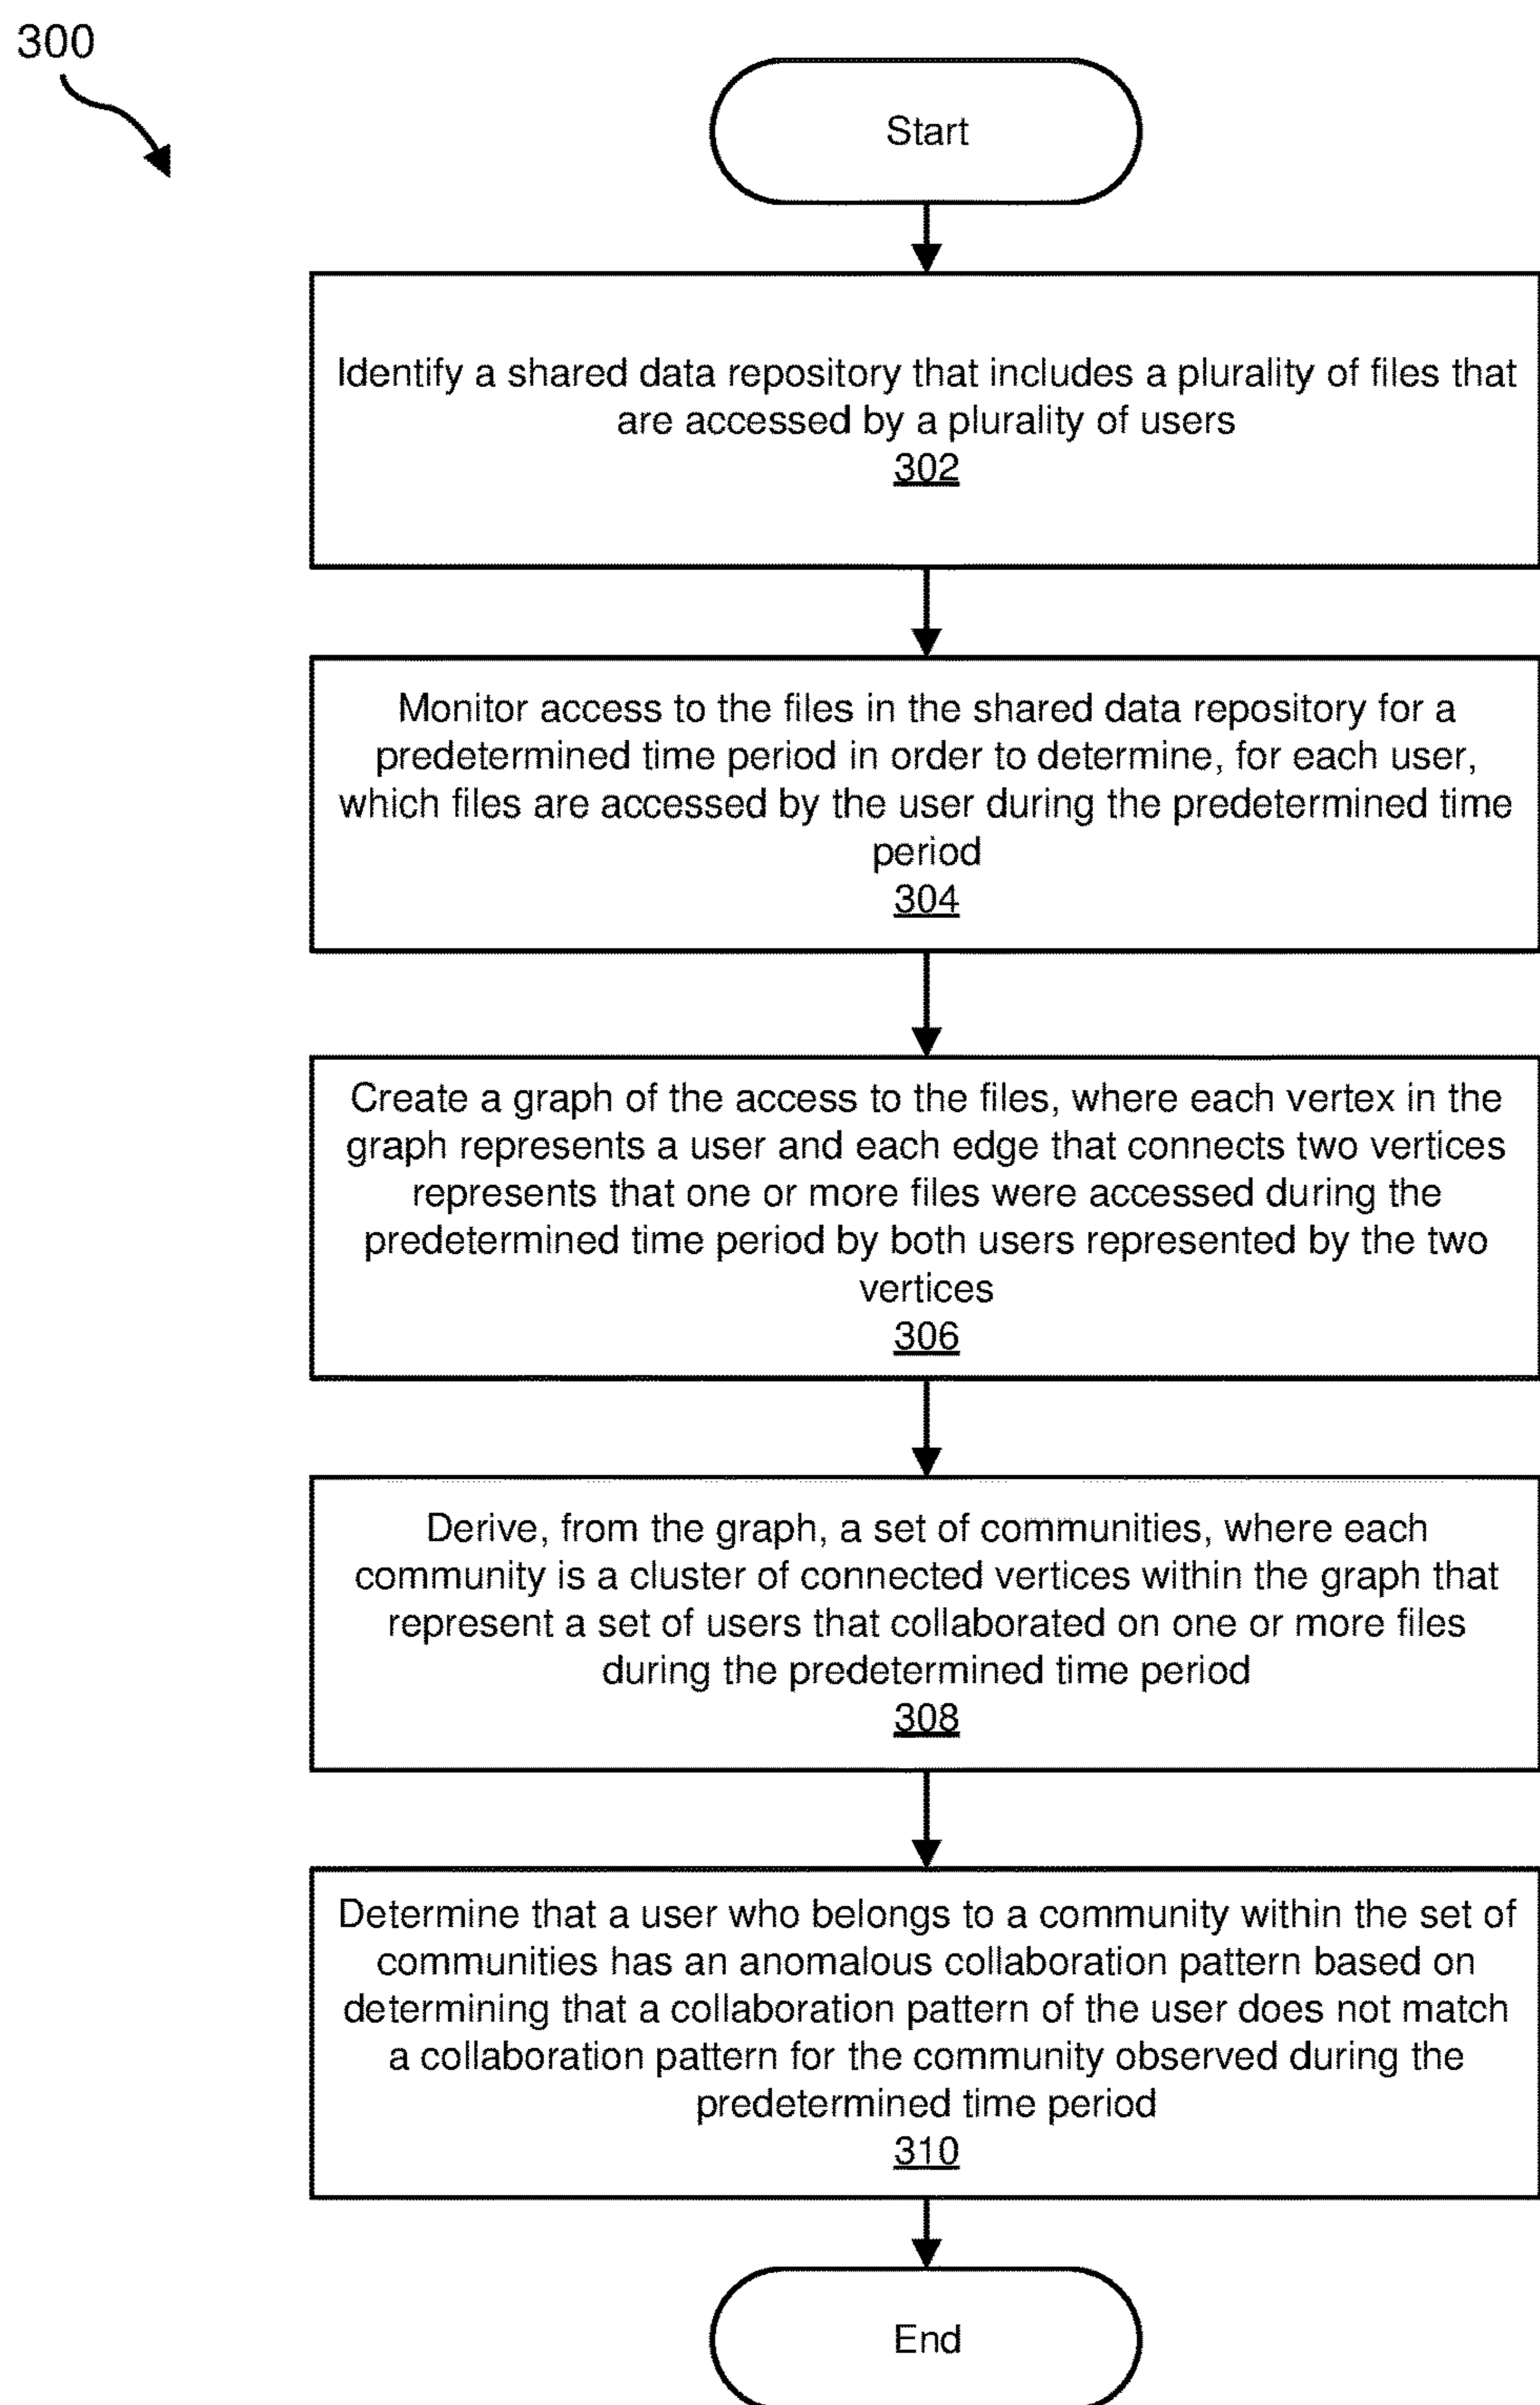 300
Start
Identify a shared data repository that includes a plurality of files that
are accessed by a plurality of users
302
Monitor access to the files in the shared data repository for a
predetermined time period in order to determine, for each user,
which files are accessed by the user during the predetermined time
period
304
Create a graph of the access to the files, where each vertex in the
graph represents a user and each edge that connects two vertices
represents that one or more files were accessed during the
predetermined time period by both users represented by the two
vertices
306
Derive, from the graph, a set of communities, where each
community is a cluster of connected vertices within the graph that
represent a set of users that collaborated on one or more files
during the predetermined time period
308
Determine that a user who belongs to a community within the set of
communities has an anomalous collaboration pattern based on
determining that a collaboration pattern of the user does not match
a collaboration pattern for the community observed during the
predetermined time period
310
End